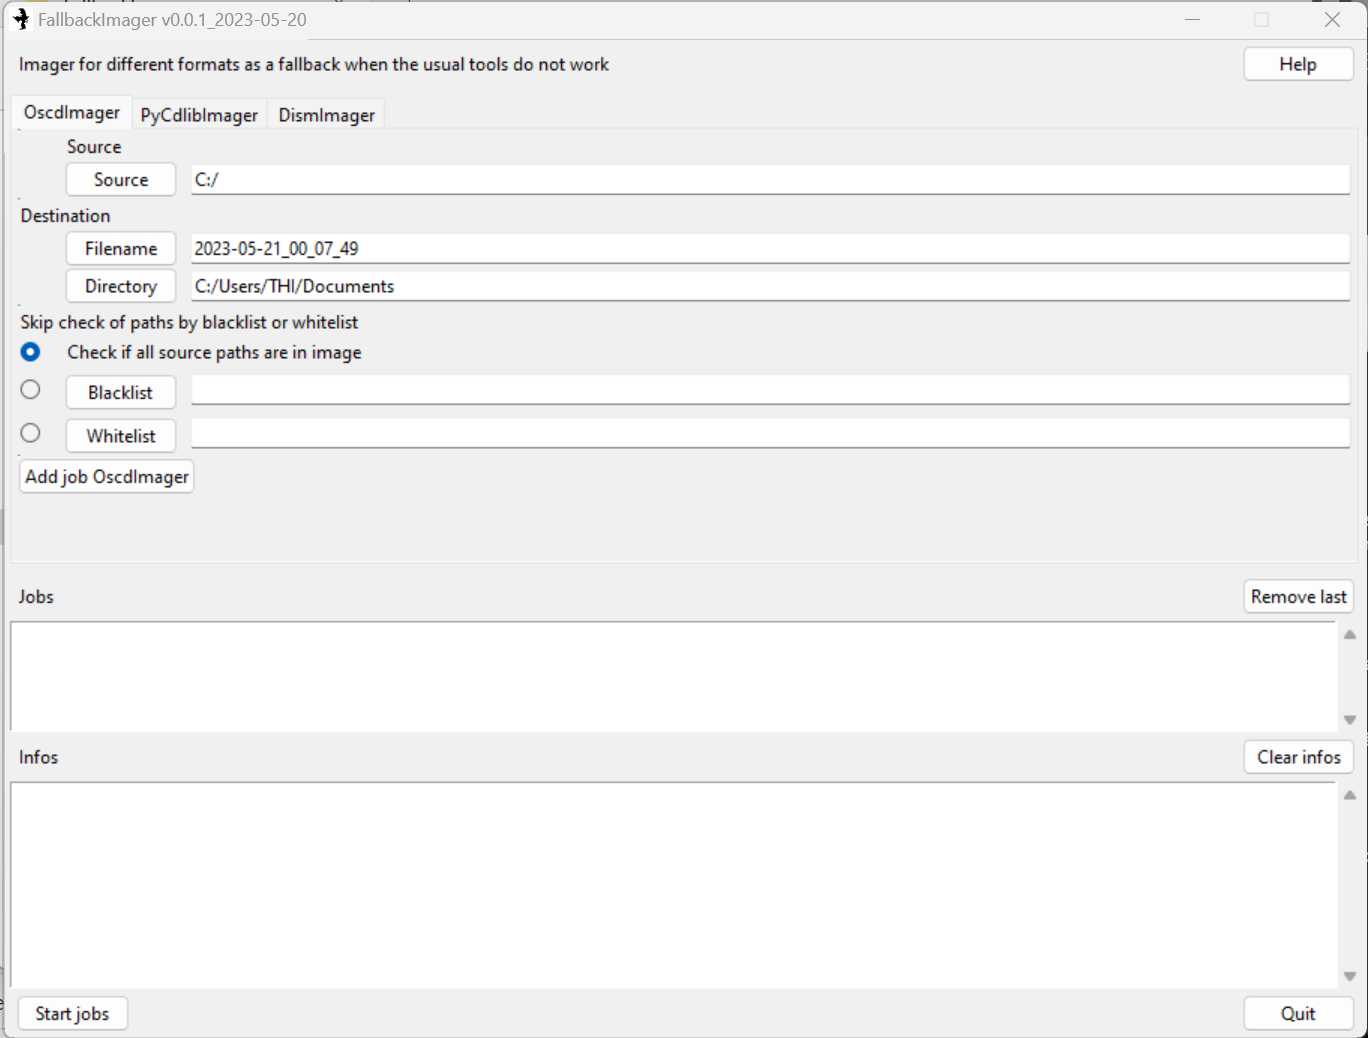 FallbackImager v0.0.1_2023-05-20
Imager for different formats as a fallback when the usual tools do not work
Help
OscdImager PyCdlibImager DismImager
Source
Source C:/
Destination
Filename 2023-05-21_00_07_49
Directory C:/Users/THI/Documents
Skip check of paths by blacklist or whitelist
Check if all source paths are in image
Blacklist
Whitelist
Add job OscdImager
Jobs
Remove last
Infos
Clear infos
Start jobs
Quit